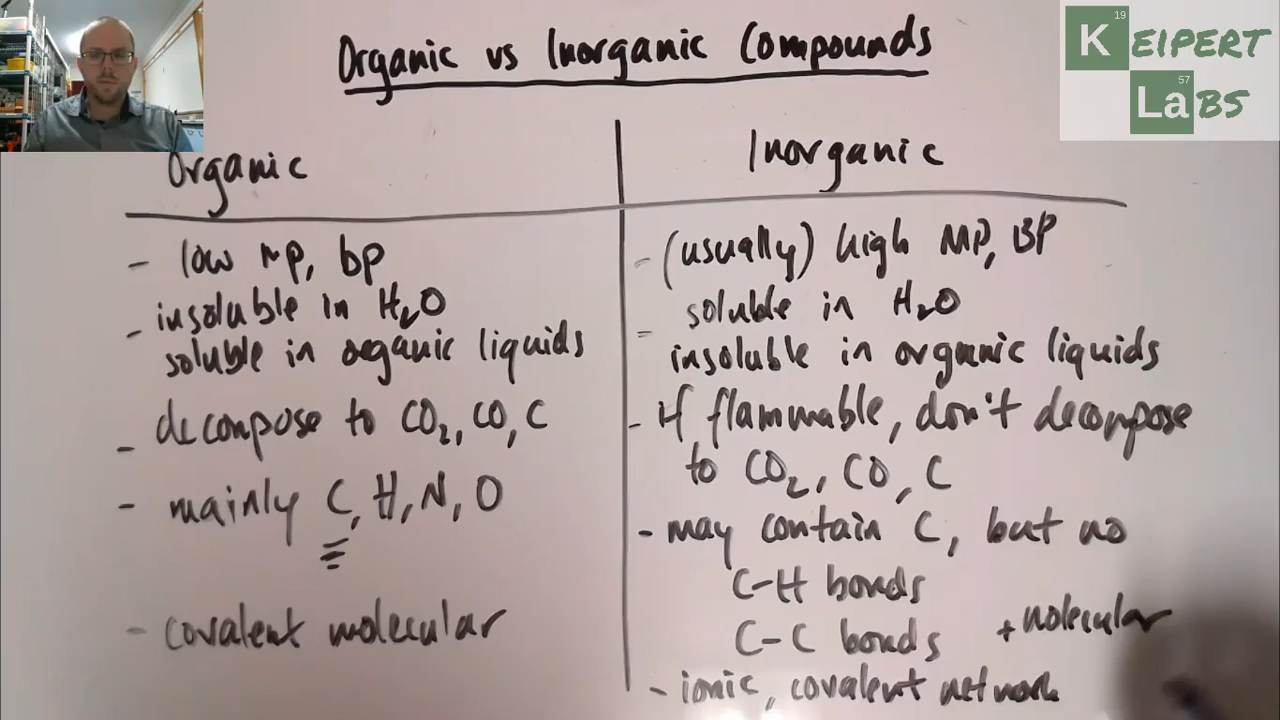 Organic vs Inorganic Compounds
19
KEIPERT
57
LaBS
Organic
- low MP, bp
- insoluble in H₂O
soluble in organic liquids
- decompose to CO₂, CO, C
- mainly C, H, N, O
- covalent molecular
Inorganic
- (usually) high MP, BP
- soluble in H₂O
insoluble in organic liquids
- if flammable, don't decompose
to CO₂, CO, C
- may contain C, but no
C-H bonds
C-C bonds + molecular
- ionic, covalent network